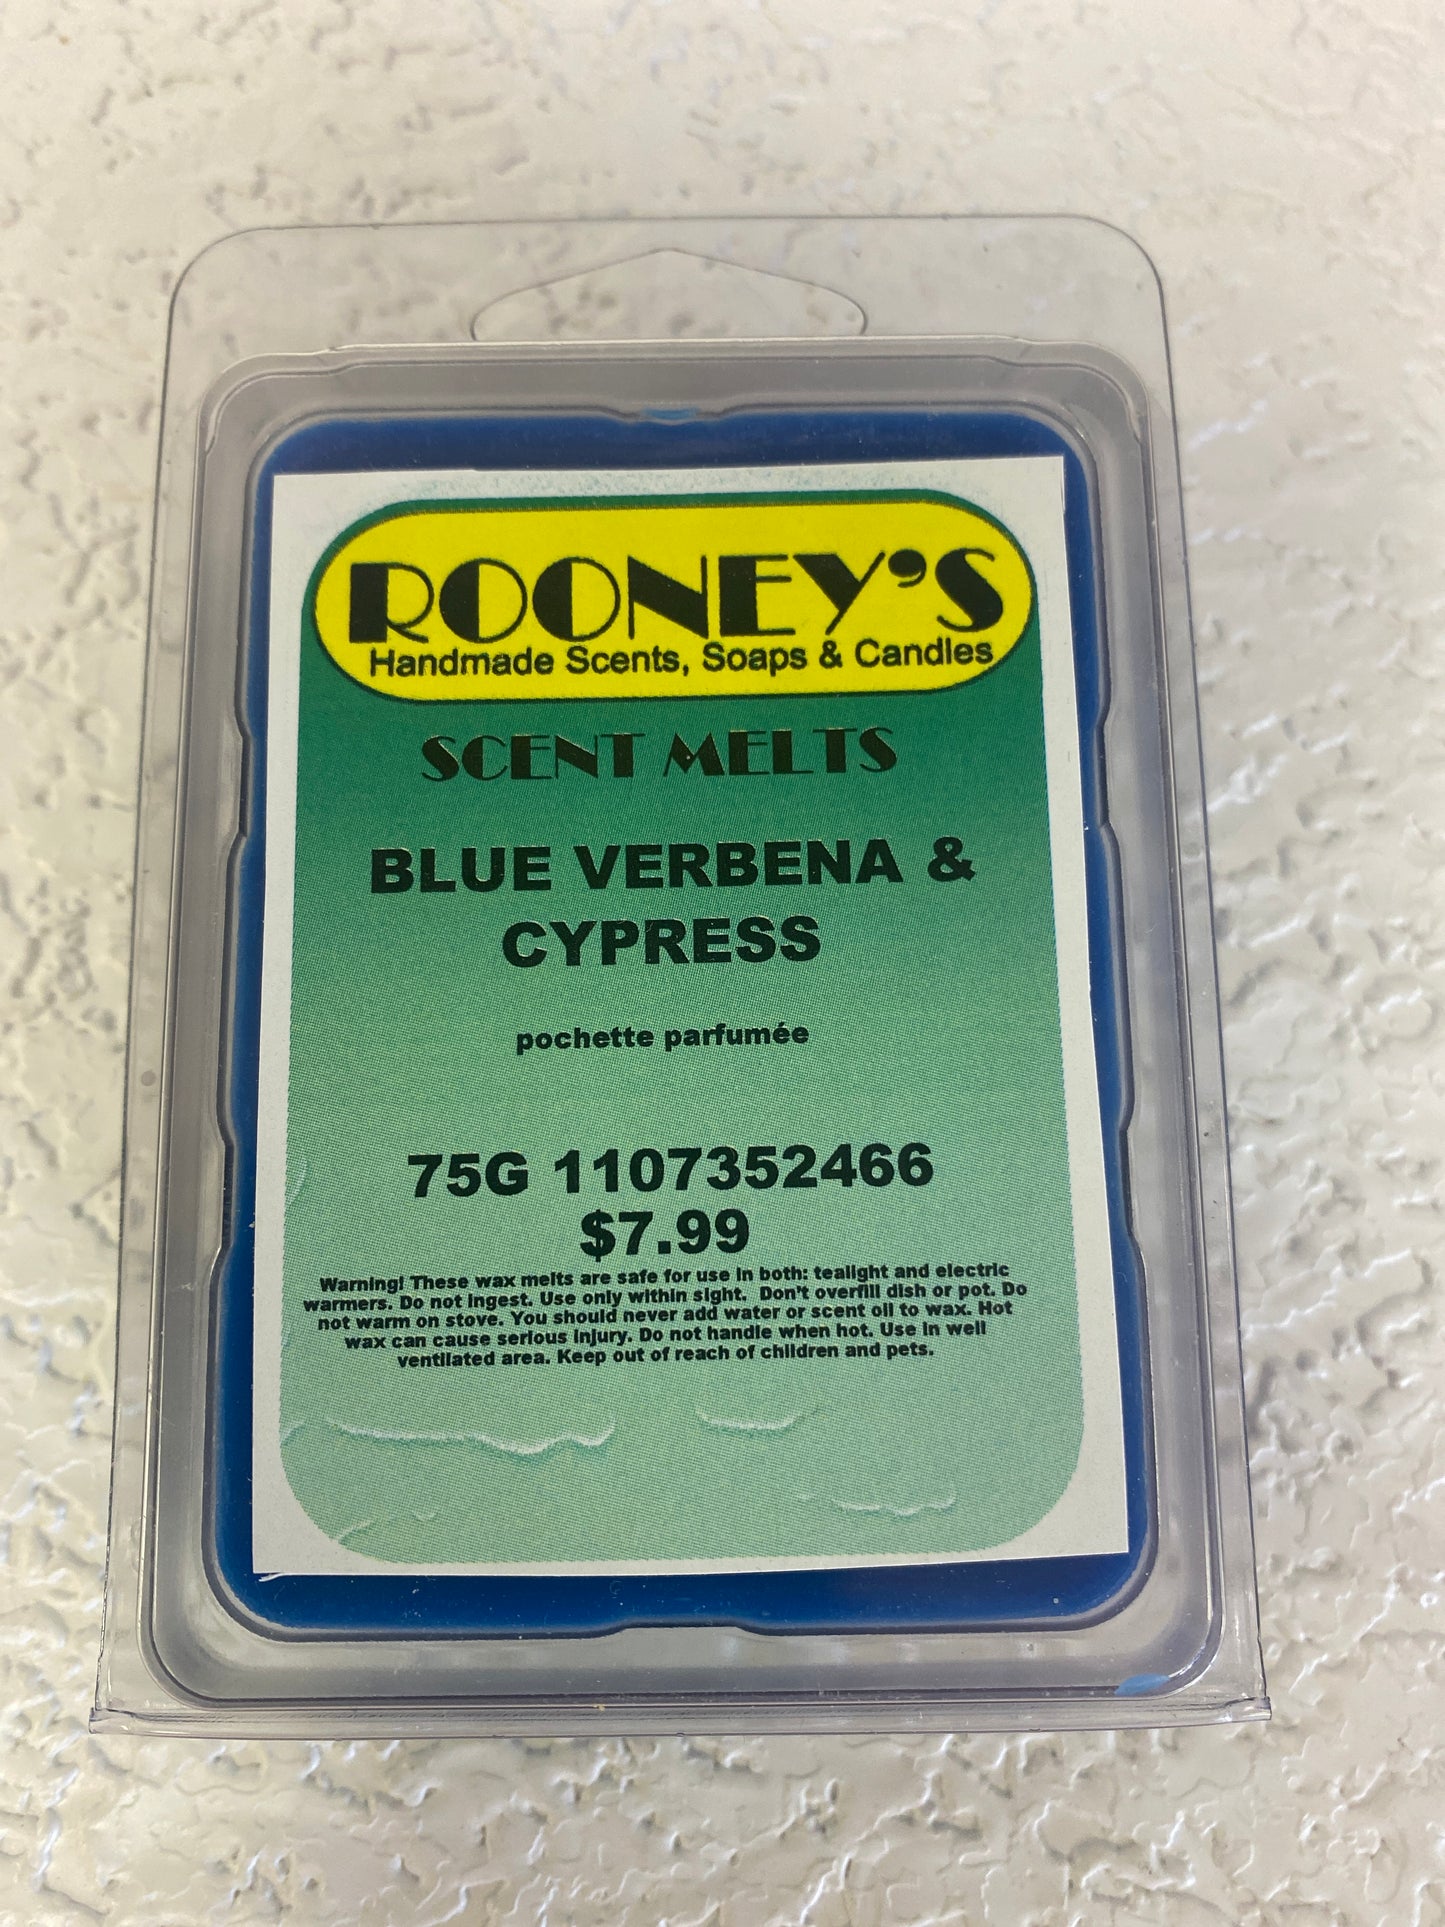 ROONEY'S
Handmade Scents, Soaps & Candles
SCENT MELTS
BLUE VERBENA &
CYPRESS
pochette parfumée
75G 1107352466
$7.99
Warning! These wax melts are safe for use in both: tealight and electric
warmers. Do not ingest. Use only within sight. Don't overfill dish or pot. Do
not warm on stove. You should never add water or scent oil to wax. Hot
wax can cause serious injury. Do not handle when hot. Use in well
ventilated area. Keep out of reach of children and pets.